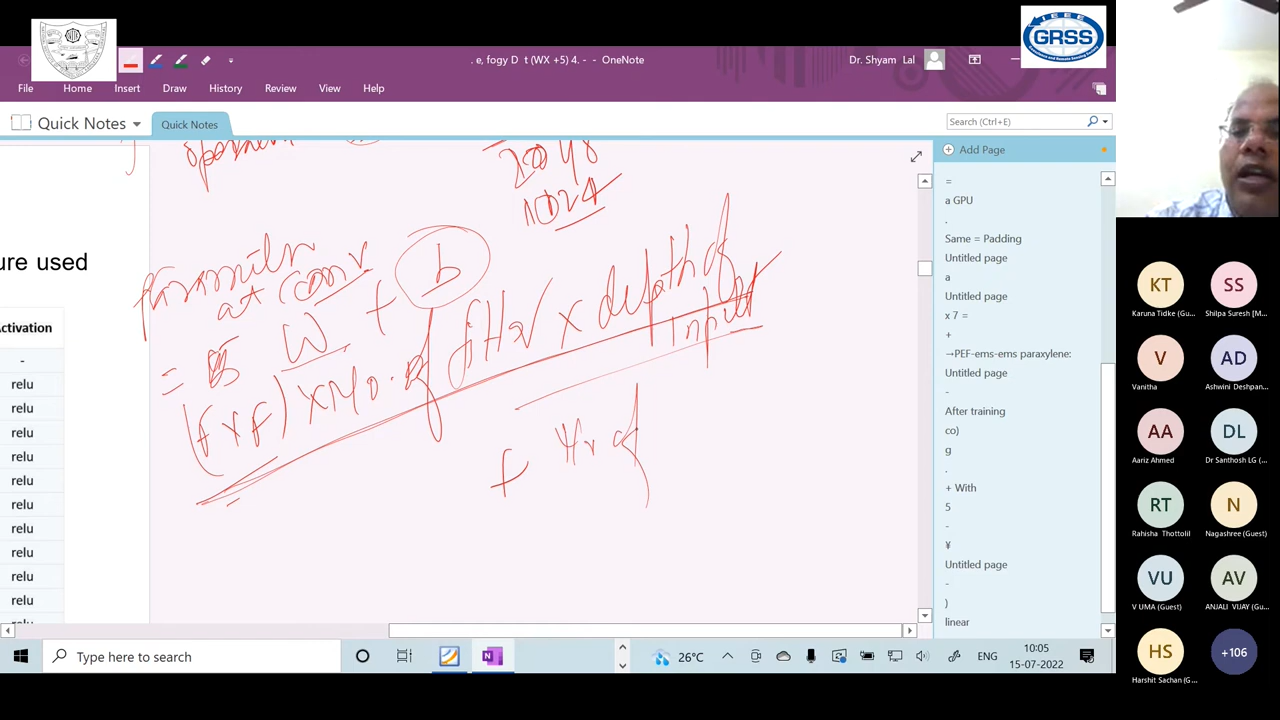 IEEE
GRSS
. e, fogy D t (WX +5) 4. - - OneNote
Dr. Shyam Lal
File Home Insert Draw History Review View Help
Quick Notes
Quick Notes
Search (Ctrl+E)
Add Page
=
a GPU
.
Same = Padding
Untitled page
a
Untitled page
x 7 =
+
→PEF-ems-ems paraxylene:
Untitled page
-
After training
co)
g
.
+ With
5
-
¥
Untitled page
-
)
linear
ure used
ctivation
-
relu
relu
relu
relu
relu
relu
relu
relu
relu
relu
2048
1024
at conv
= W + b
(F x F) x No. of filter x depth of
Input
+ of
Karuna Tidke (Gu...
Shilpa Suresh [M...
Vanitha
Ashwini Deshpan...
Aariz Ahmed
Dr Santhosh LG (...
Rahisha Thottolil
Nagashree (Guest)
V UMA (Guest)
ANJALI VIJAY (Gu...
Harshit Sachan (G...
KT
SS
V
AD
AA
DL
RT
N
VU
AV
HS
+106
Type here to search
26°C
ENG
10:05
15-07-2022